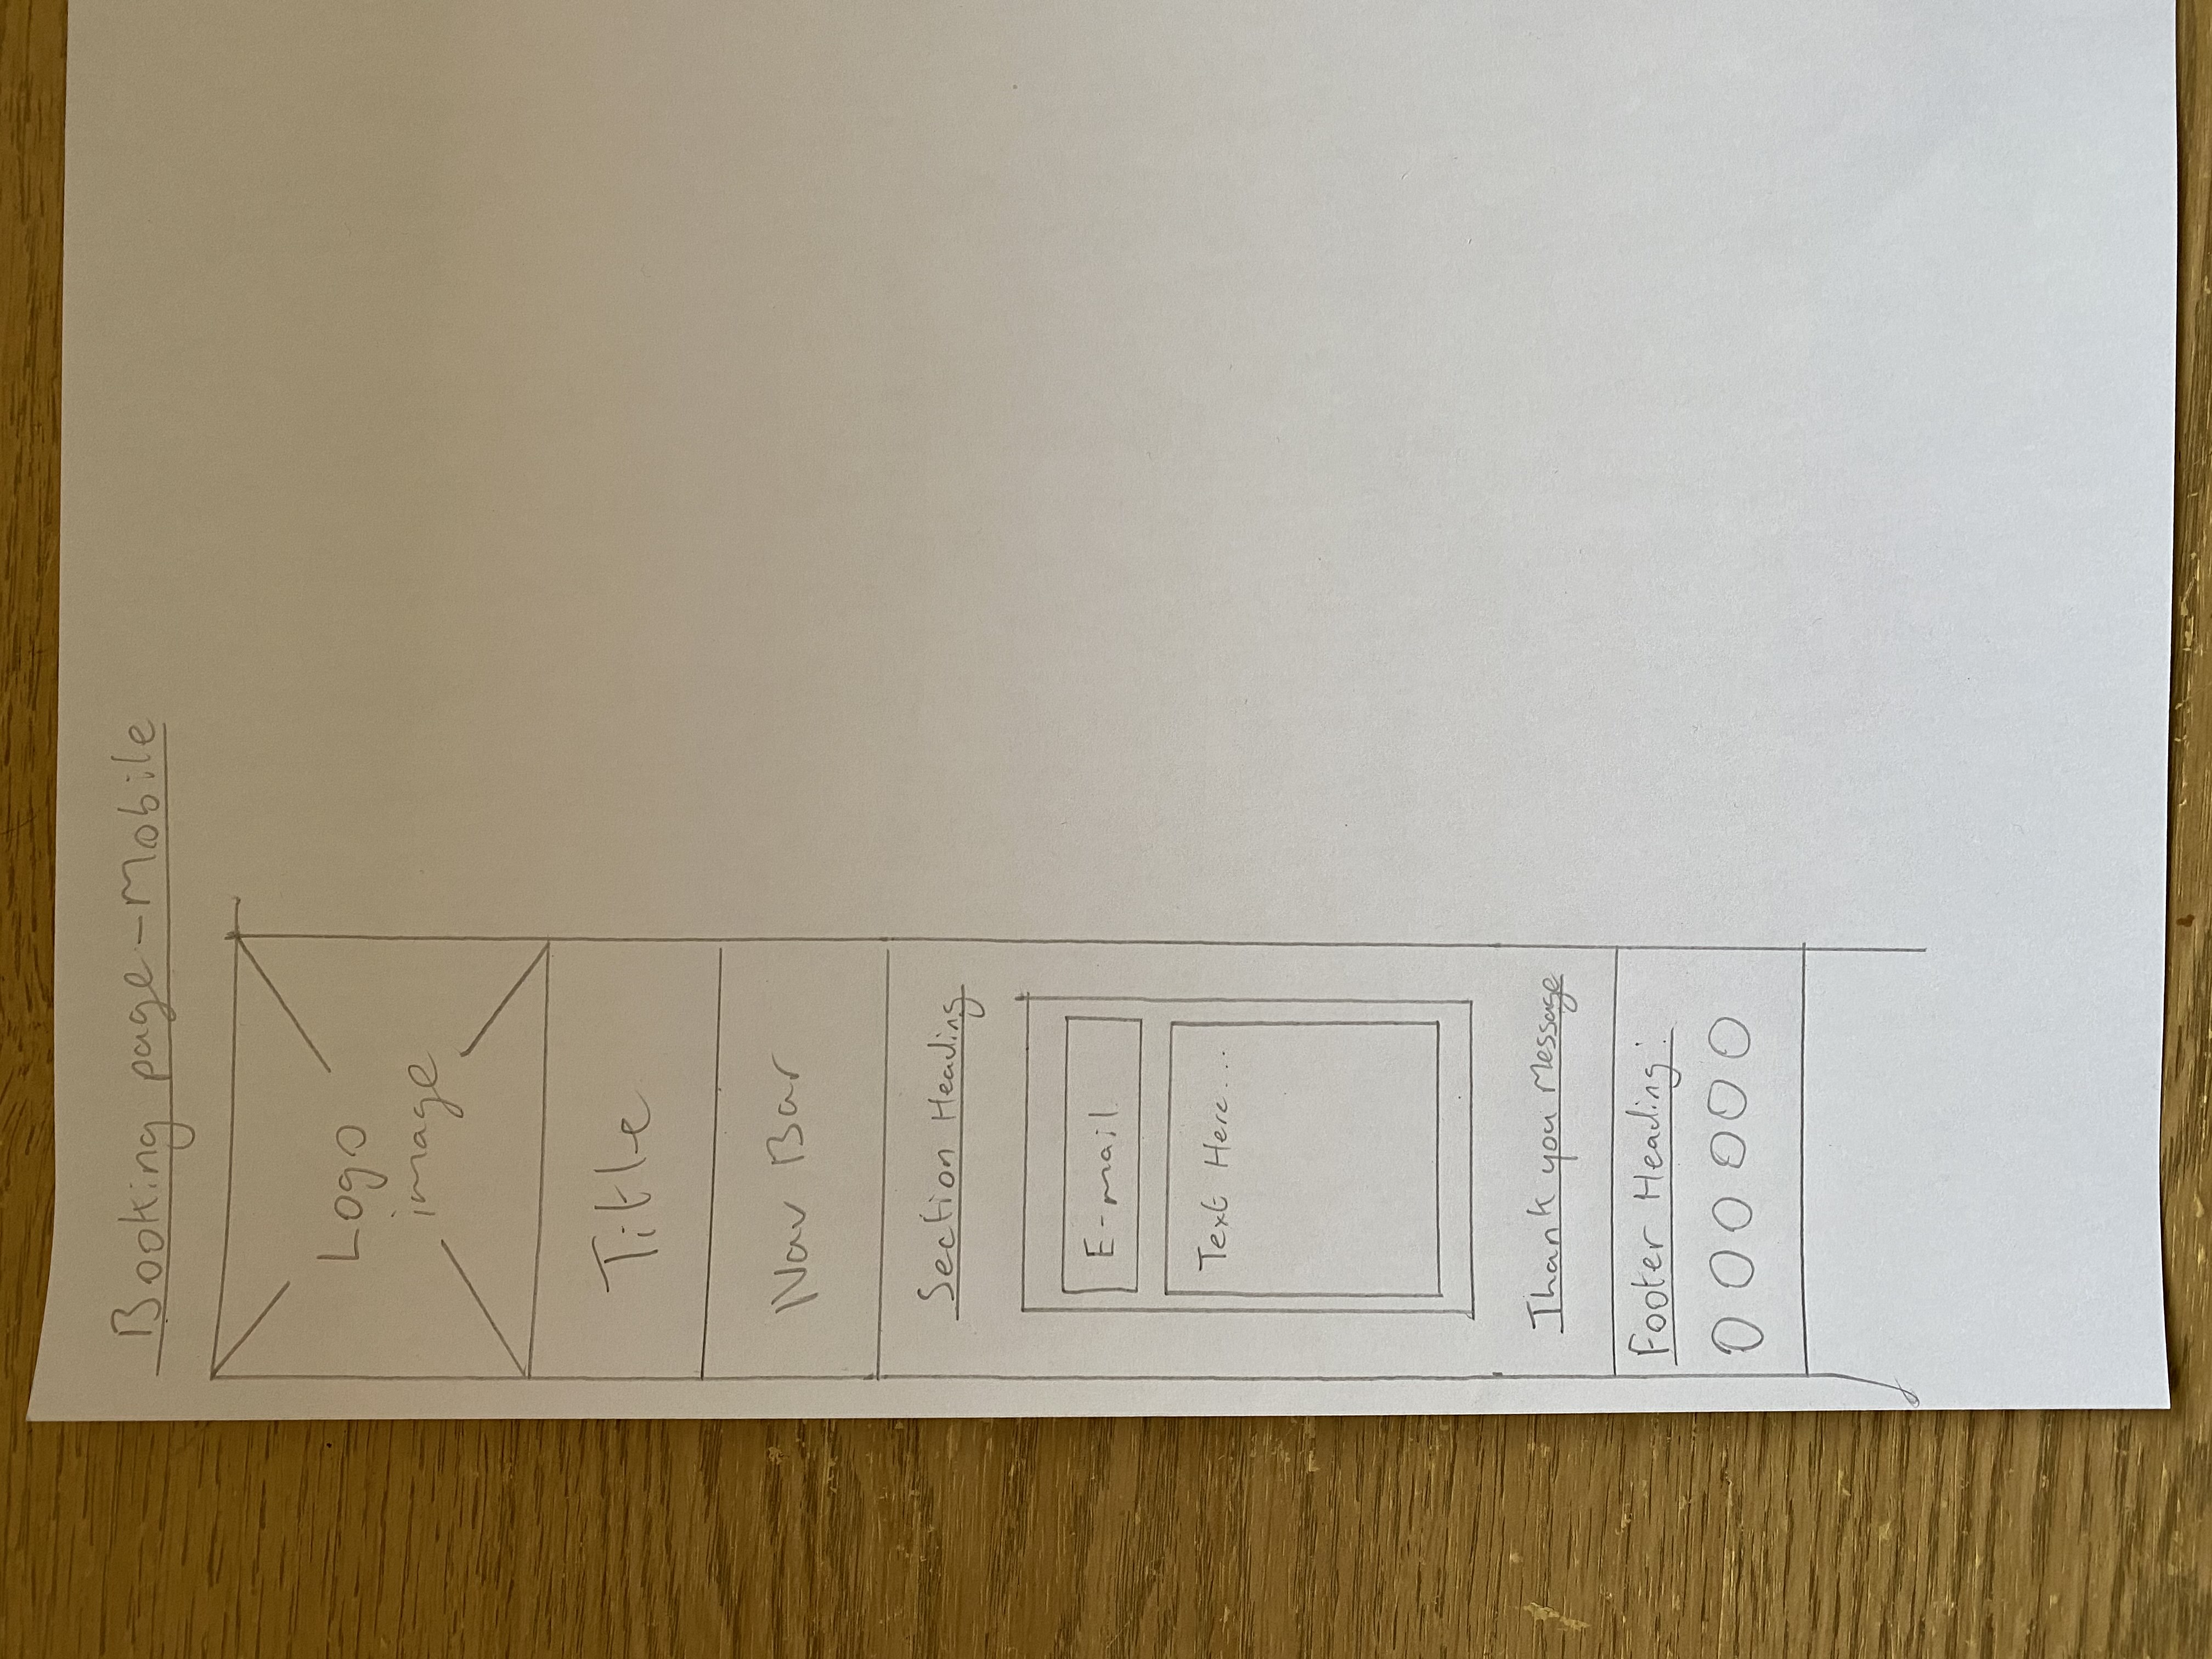 Booking page - Mobile
Logo
image
Title
Nav Bar
Section Heading
E-mail
Text Here...
Thank you Message
Footer Heading: